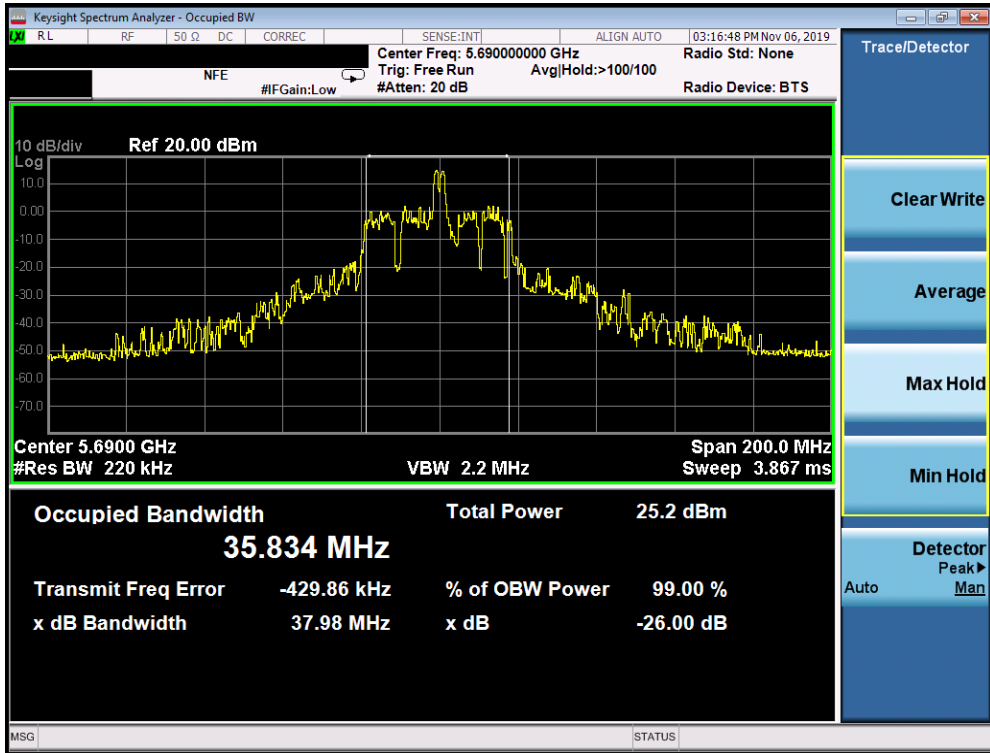 Keysight Spectrum Analyzer - Occupied BW
LXI RL RF 50 Ω DC CORREC SENSE:INT ALIGN AUTO 03:16:48 PM Nov 06, 2019
Center Freq: 5.690000000 GHz Radio Std: None
NFE Trig: Free Run Avg|Hold:>100/100
#IFGain:Low #Atten: 20 dB Radio Device: BTS
10 dB/div Ref 20.00 dBm
Log
10.0
0.00
-10.0
-20.0
-30.0
-40.0
-50.0
-60.0
-70.0
Center 5.6900 GHz Span 200.0 MHz
#Res BW 220 kHz VBW 2.2 MHz Sweep 3.867 ms
Occupied Bandwidth Total Power 25.2 dBm
35.834 MHz
Transmit Freq Error -429.86 kHz % of OBW Power 99.00 %
x dB Bandwidth 37.98 MHz x dB -26.00 dB
MSG STATUS
Trace/Detector
Clear Write
Average
Max Hold
Min Hold
Detector
Peak▶
Auto Man